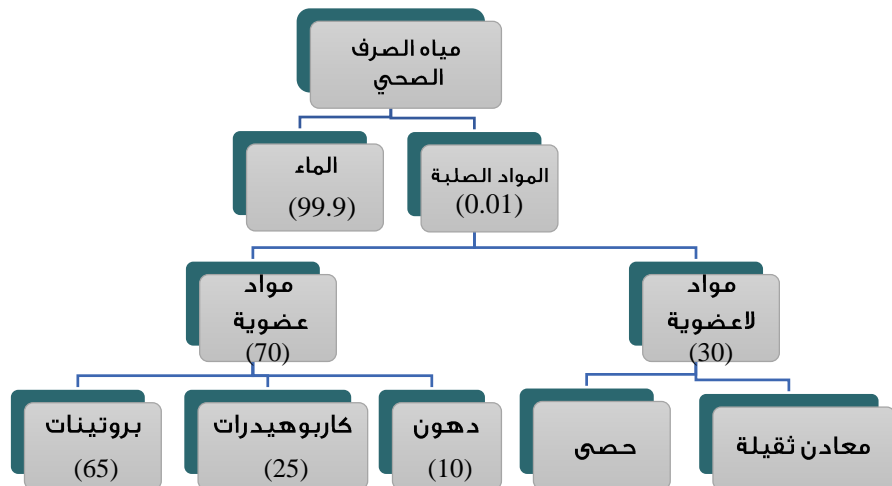 مياه الصرف
الصحي
المواد الصلبة
(0.01)
الماء
(99.9)
مواد
لاعضوية
(30)
مواد
عضوية
(70)
معادن ثقيلة
حصى
دهون
(10)
كاربوهيدرات
(25)
بروتينات
(65)